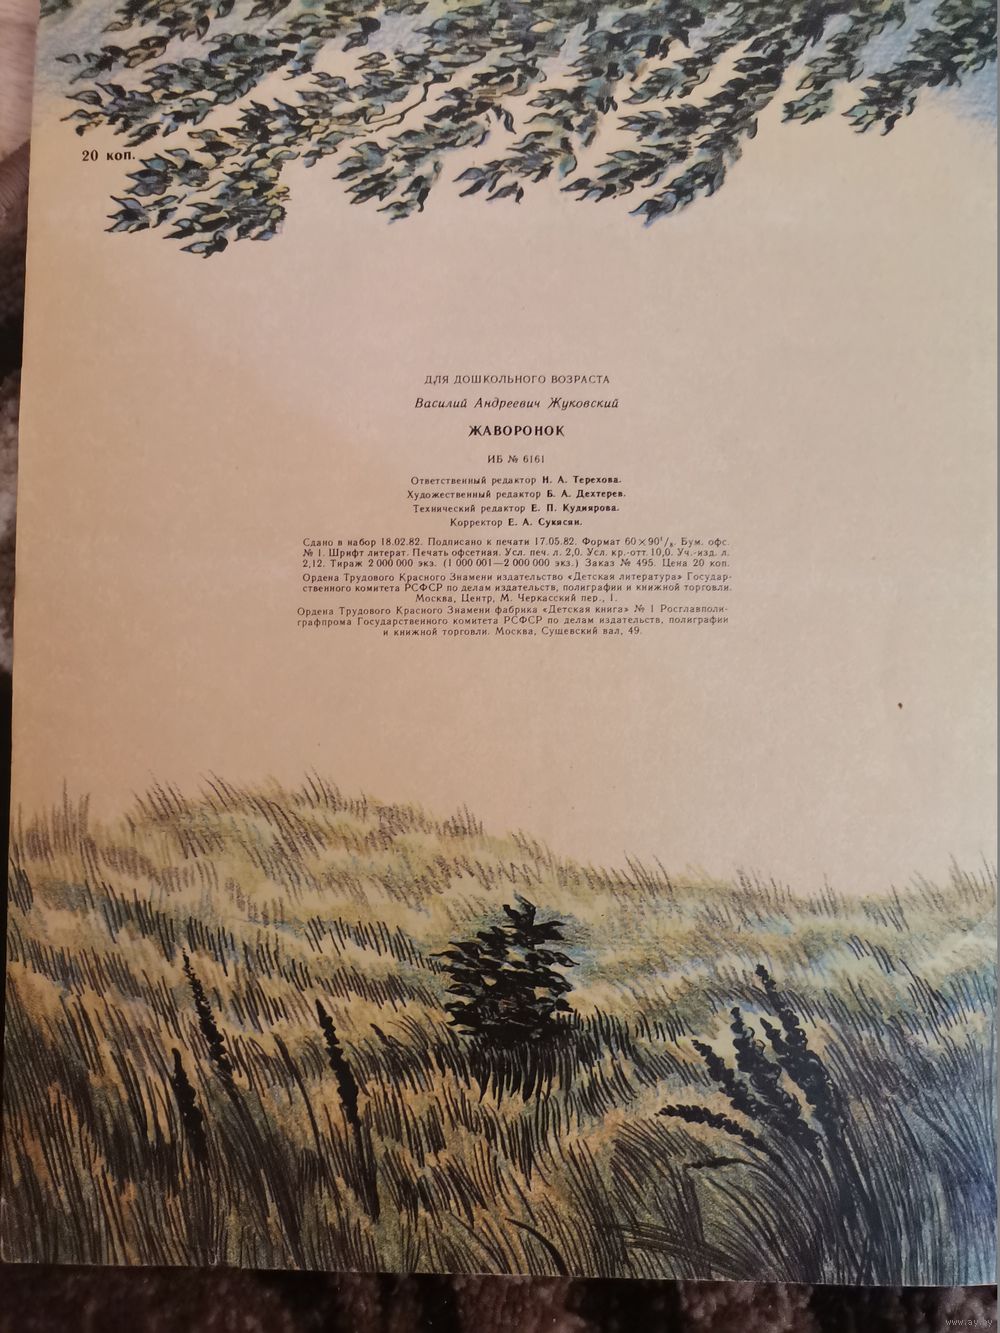 20 коп.
ДЛЯ ДОШКОЛЬНОГО ВОЗРАСТА
Василий Андреевич Жуковский
ЖАВОРОНОК
ИБ № 6161
Ответственный редактор Н. А. Терехова.
Художественный редактор Б. А. Дехтерев.
Технический редактор Е. П. Кудиярова.
Корректор Е. А. Сукясян.
Сдано в набор 18.02.82. Подписано к печати 17.05.82. Формат 60×90¹/₈. Бум. офс.
№ 1. Шрифт литерат. Печать офсетная. Усл. печ. л. 2,0. Усл. кр.-отт. 10,0. Уч.-изд. л.
2,12. Тираж 2 000 000 экз. (1 000 001—2 000 000 экз.) Заказ № 495. Цена 20 коп.
Ордена Трудового Красного Знамени издательство «Детская литература» Государ-
ственного комитета РСФСР по делам издательств, полиграфии и книжной торговли.
Москва, Центр, М. Черкасский пер., 1.
Ордена Трудового Красного Знамени фабрика «Детская книга» № 1 Росглавполи-
графпрома Государственного комитета РСФСР по делам издательств, полиграфии
и книжной торговли. Москва, Сущевский вал, 49.
www.ay.by